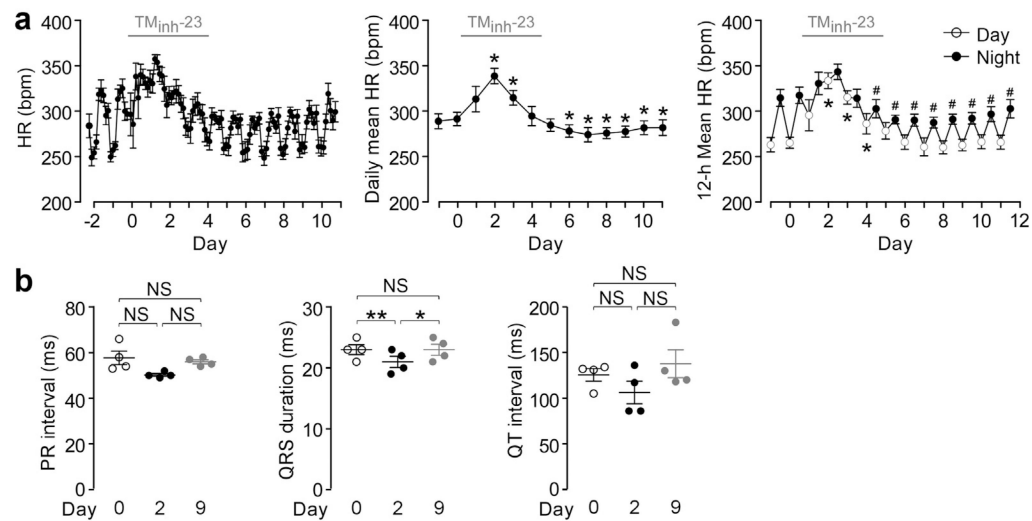 a
TMinh-23
HR (bpm)
400
350
300
250
200
-2 0 2 4 6 8 10
Day
TMinh-23
Daily mean HR (bpm)
400
350
300
250
200
* * * * * * * *
0 2 4 6 8 10
Day
TMinh-23
Day
Night
12-h Mean HR (bpm)
400
350
300
250
200
* * *
# # # # # # # #
0 2 4 6 8 10 12
Day
b
NS
NS NS
PR interval (ms)
80
60
40
20
0
Day 0 2 9
NS
** *
QRS duration (ms)
30
20
10
0
Day 0 2 9
NS
NS NS
QT interval (ms)
200
150
100
50
0
Day 0 2 9